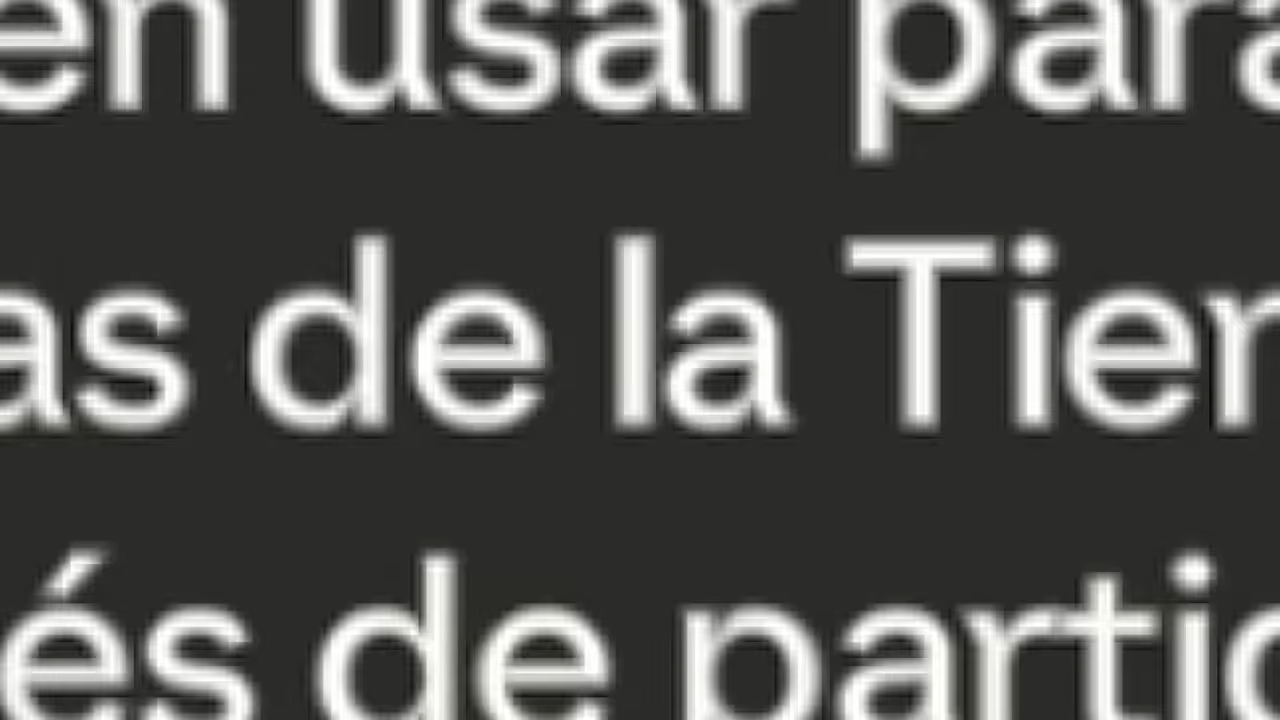 en usar para
as de la Tier
és de partic